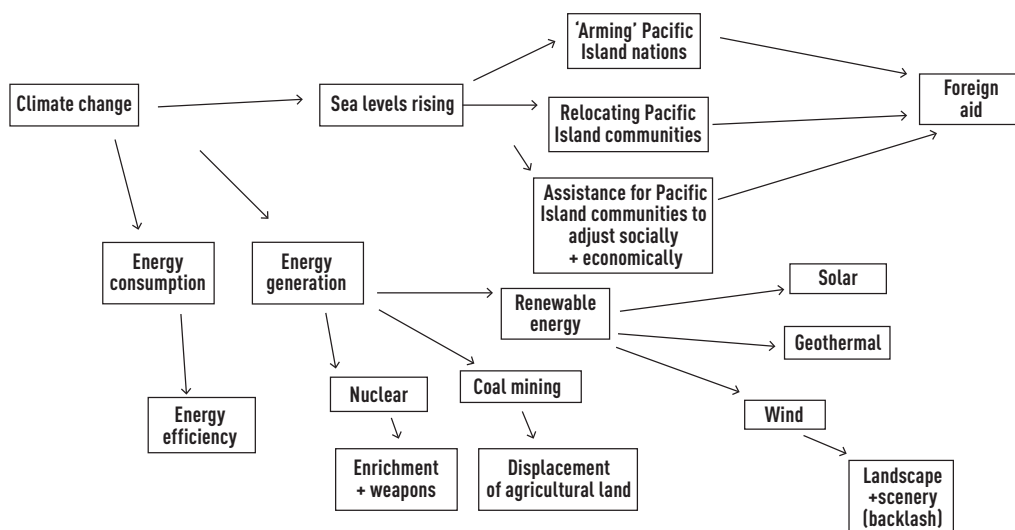 ‘Arming’ Pacific
Island nations
Climate change
Sea levels rising
Foreign
aid
Relocating Pacific
Island communities
Assistance for Pacific
Island communities to
adjust socially
+ economically
Energy
consumption
Energy
generation
Solar
Renewable
energy
Geothermal
Nuclear
Coal mining
Wind
Energy
efficiency
Enrichment
+ weapons
Displacement
of agricultural land
Landscape
+scenery
(backlash)